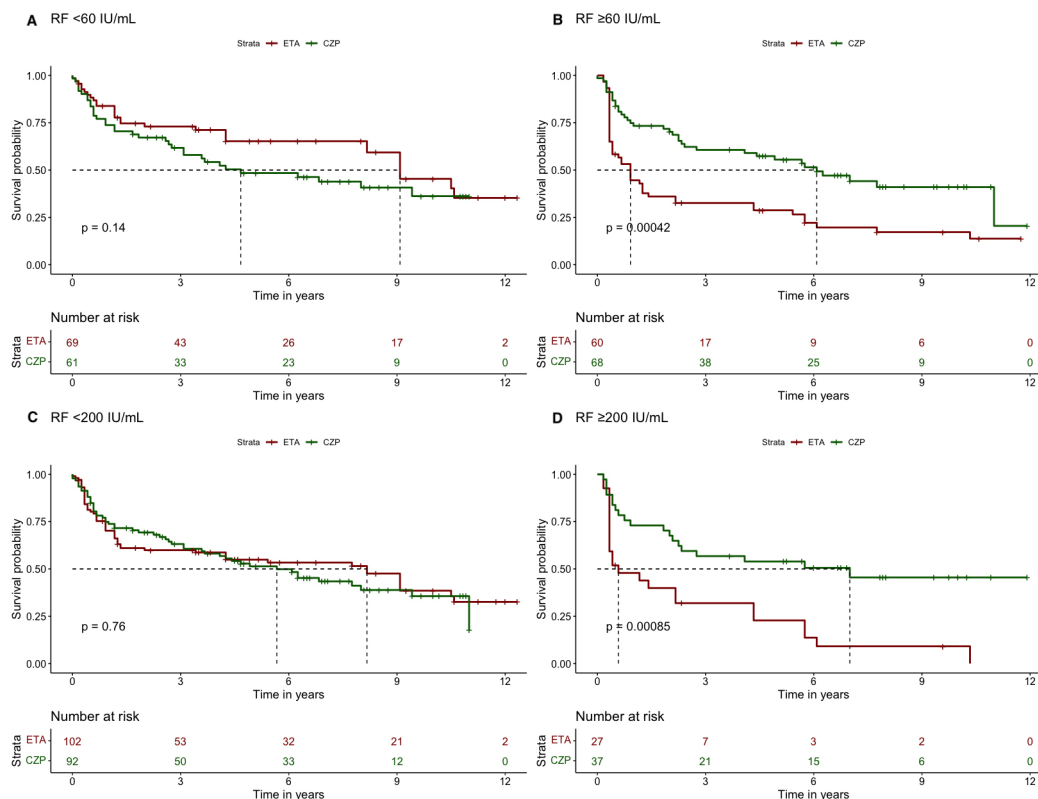 A RF <60 IU/mL
Strata ETA CZP
Survival probability
1.00
0.75
0.50
0.25
0.00
p = 0.14
0 3 6 9 12
Time in years
Number at risk
Strata
ETA 69 43 26 17 2
CZP 61 33 23 9 0
0 3 6 9 12
Time in years
B RF ≥60 IU/mL
Strata ETA CZP
Survival probability
1.00
0.75
0.50
0.25
0.00
p = 0.00042
0 3 6 9 12
Time in years
Number at risk
Strata
ETA 60 17 9 6 0
CZP 68 38 25 9 0
0 3 6 9 12
Time in years
C RF <200 IU/mL
Strata ETA CZP
Survival probability
1.00
0.75
0.50
0.25
0.00
p = 0.76
0 3 6 9 12
Time in years
Number at risk
Strata
ETA 102 53 32 21 2
CZP 92 50 33 12 0
0 3 6 9 12
Time in years
D RF ≥200 IU/mL
Strata ETA CZP
Survival probability
1.00
0.75
0.50
0.25
0.00
p = 0.00085
0 3 6 9 12
Time in years
Number at risk
Strata
ETA 27 7 3 2 0
CZP 37 21 15 6 0
0 3 6 9 12
Time in years